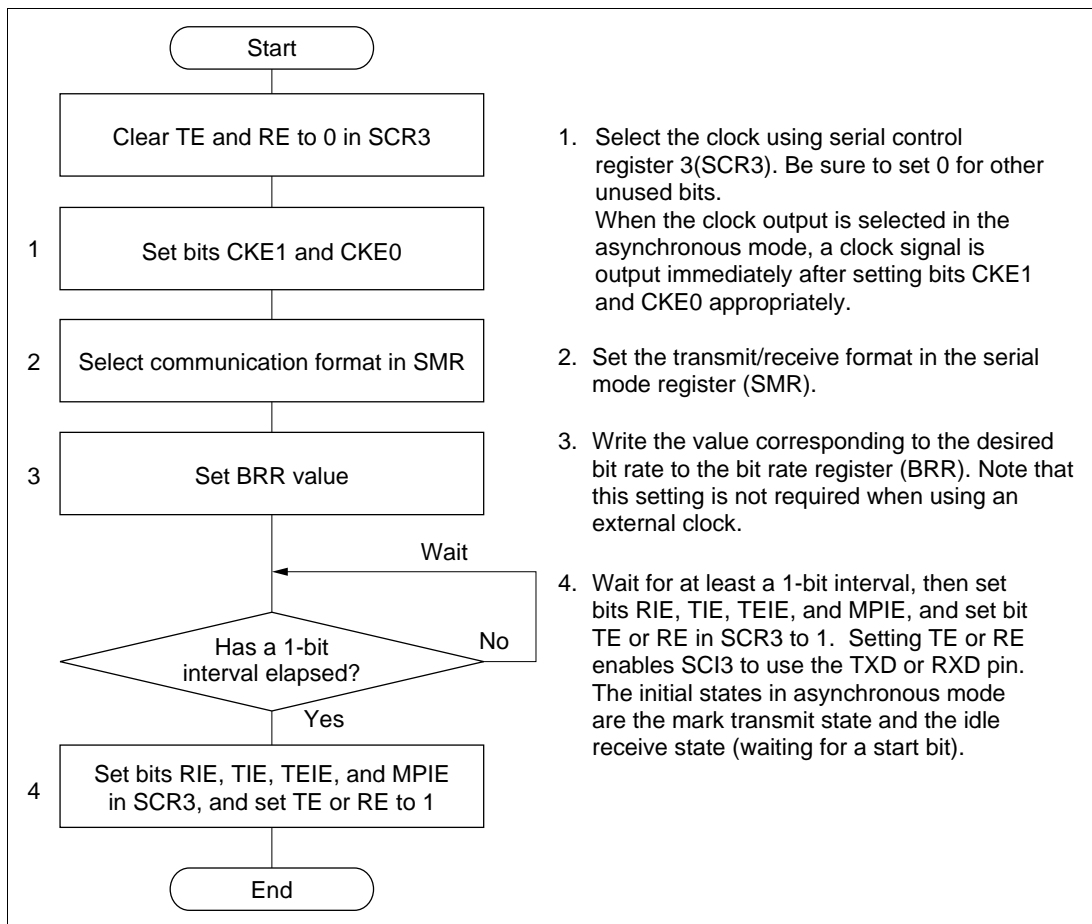 Start
Clear TE and RE to 0 in SCR3
1
Set bits CKE1 and CKE0
2
Select communication format in SMR
3
Set BRR value
Wait
Has a 1-bit
interval elapsed?
No
Yes
4
Set bits RIE, TIE, TEIE, and MPIE
in SCR3, and set TE or RE to 1
End
1. Select the clock using serial control
register 3(SCR3). Be sure to set 0 for other
unused bits.
When the clock output is selected in the
asynchronous mode, a clock signal is
output immediately after setting bits CKE1
and CKE0 appropriately.
2. Set the transmit/receive format in the serial
mode register (SMR).
3. Write the value corresponding to the desired
bit rate to the bit rate register (BRR). Note that
this setting is not required when using an
external clock.
4. Wait for at least a 1-bit interval, then set
bits RIE, TIE, TEIE, and MPIE, and set bit
TE or RE in SCR3 to 1. Setting TE or RE
enables SCI3 to use the TXD or RXD pin.
The initial states in asynchronous mode
are the mark transmit state and the idle
receive state (waiting for a start bit).